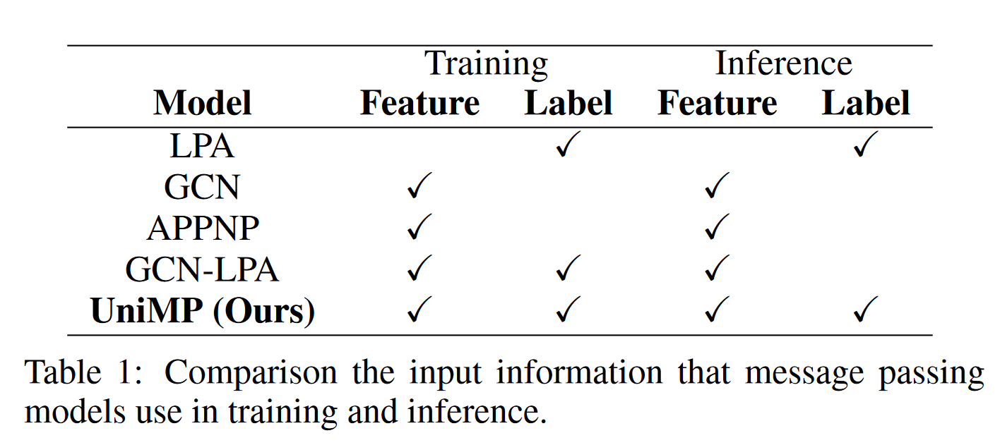 Training Inference
Model Feature Label Feature Label
LPA ✓ ✓
GCN ✓ ✓
APPNP ✓ ✓
GCN-LPA ✓ ✓ ✓
UniMP (Ours) ✓ ✓ ✓ ✓
Table 1: Comparison the input information that message passing
models use in training and inference.